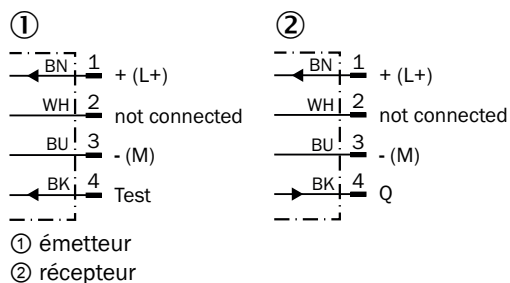 ① ②
BN 1 + (L+) BN 1 + (L+)
WH 2 not connected WH 2 not connected
BU 3 - (M) BU 3 - (M)
BK 4 Test BK 4 Q
① émetteur
② récepteur